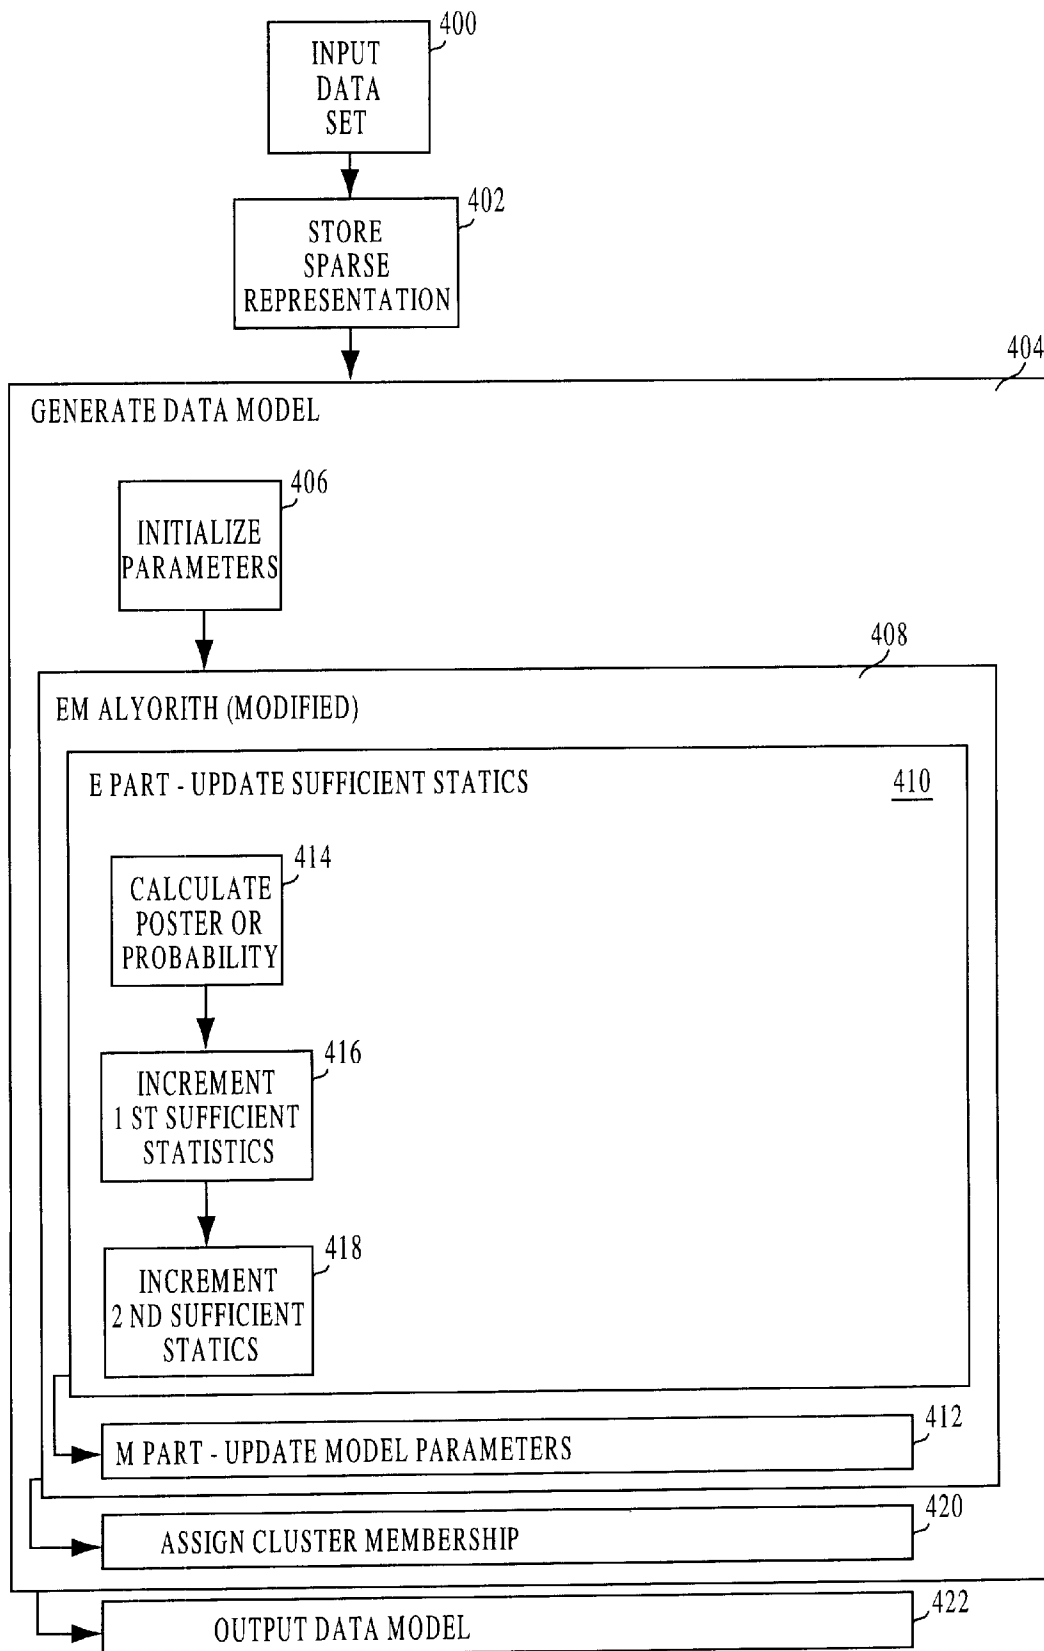 400
INPUT
DATA
SET
402
STORE
SPARSE
REPRESENTATION
404
GENERATE DATA MODEL
406
INITIALIZE
PARAMETERS
408
EM ALYORITH (MODIFIED)
E PART - UPDATE SUFFICIENT STATICS
410
414
CALCULATE
POSTER OR
PROBABILITY
416
INCREMENT
1 ST SUFFICIENT
STATISTICS
418
INCREMENT
2 ND SUFFICIENT
STATICS
412
M PART - UPDATE MODEL PARAMETERS
420
ASSIGN CLUSTER MEMBERSHIP
422
OUTPUT DATA MODEL